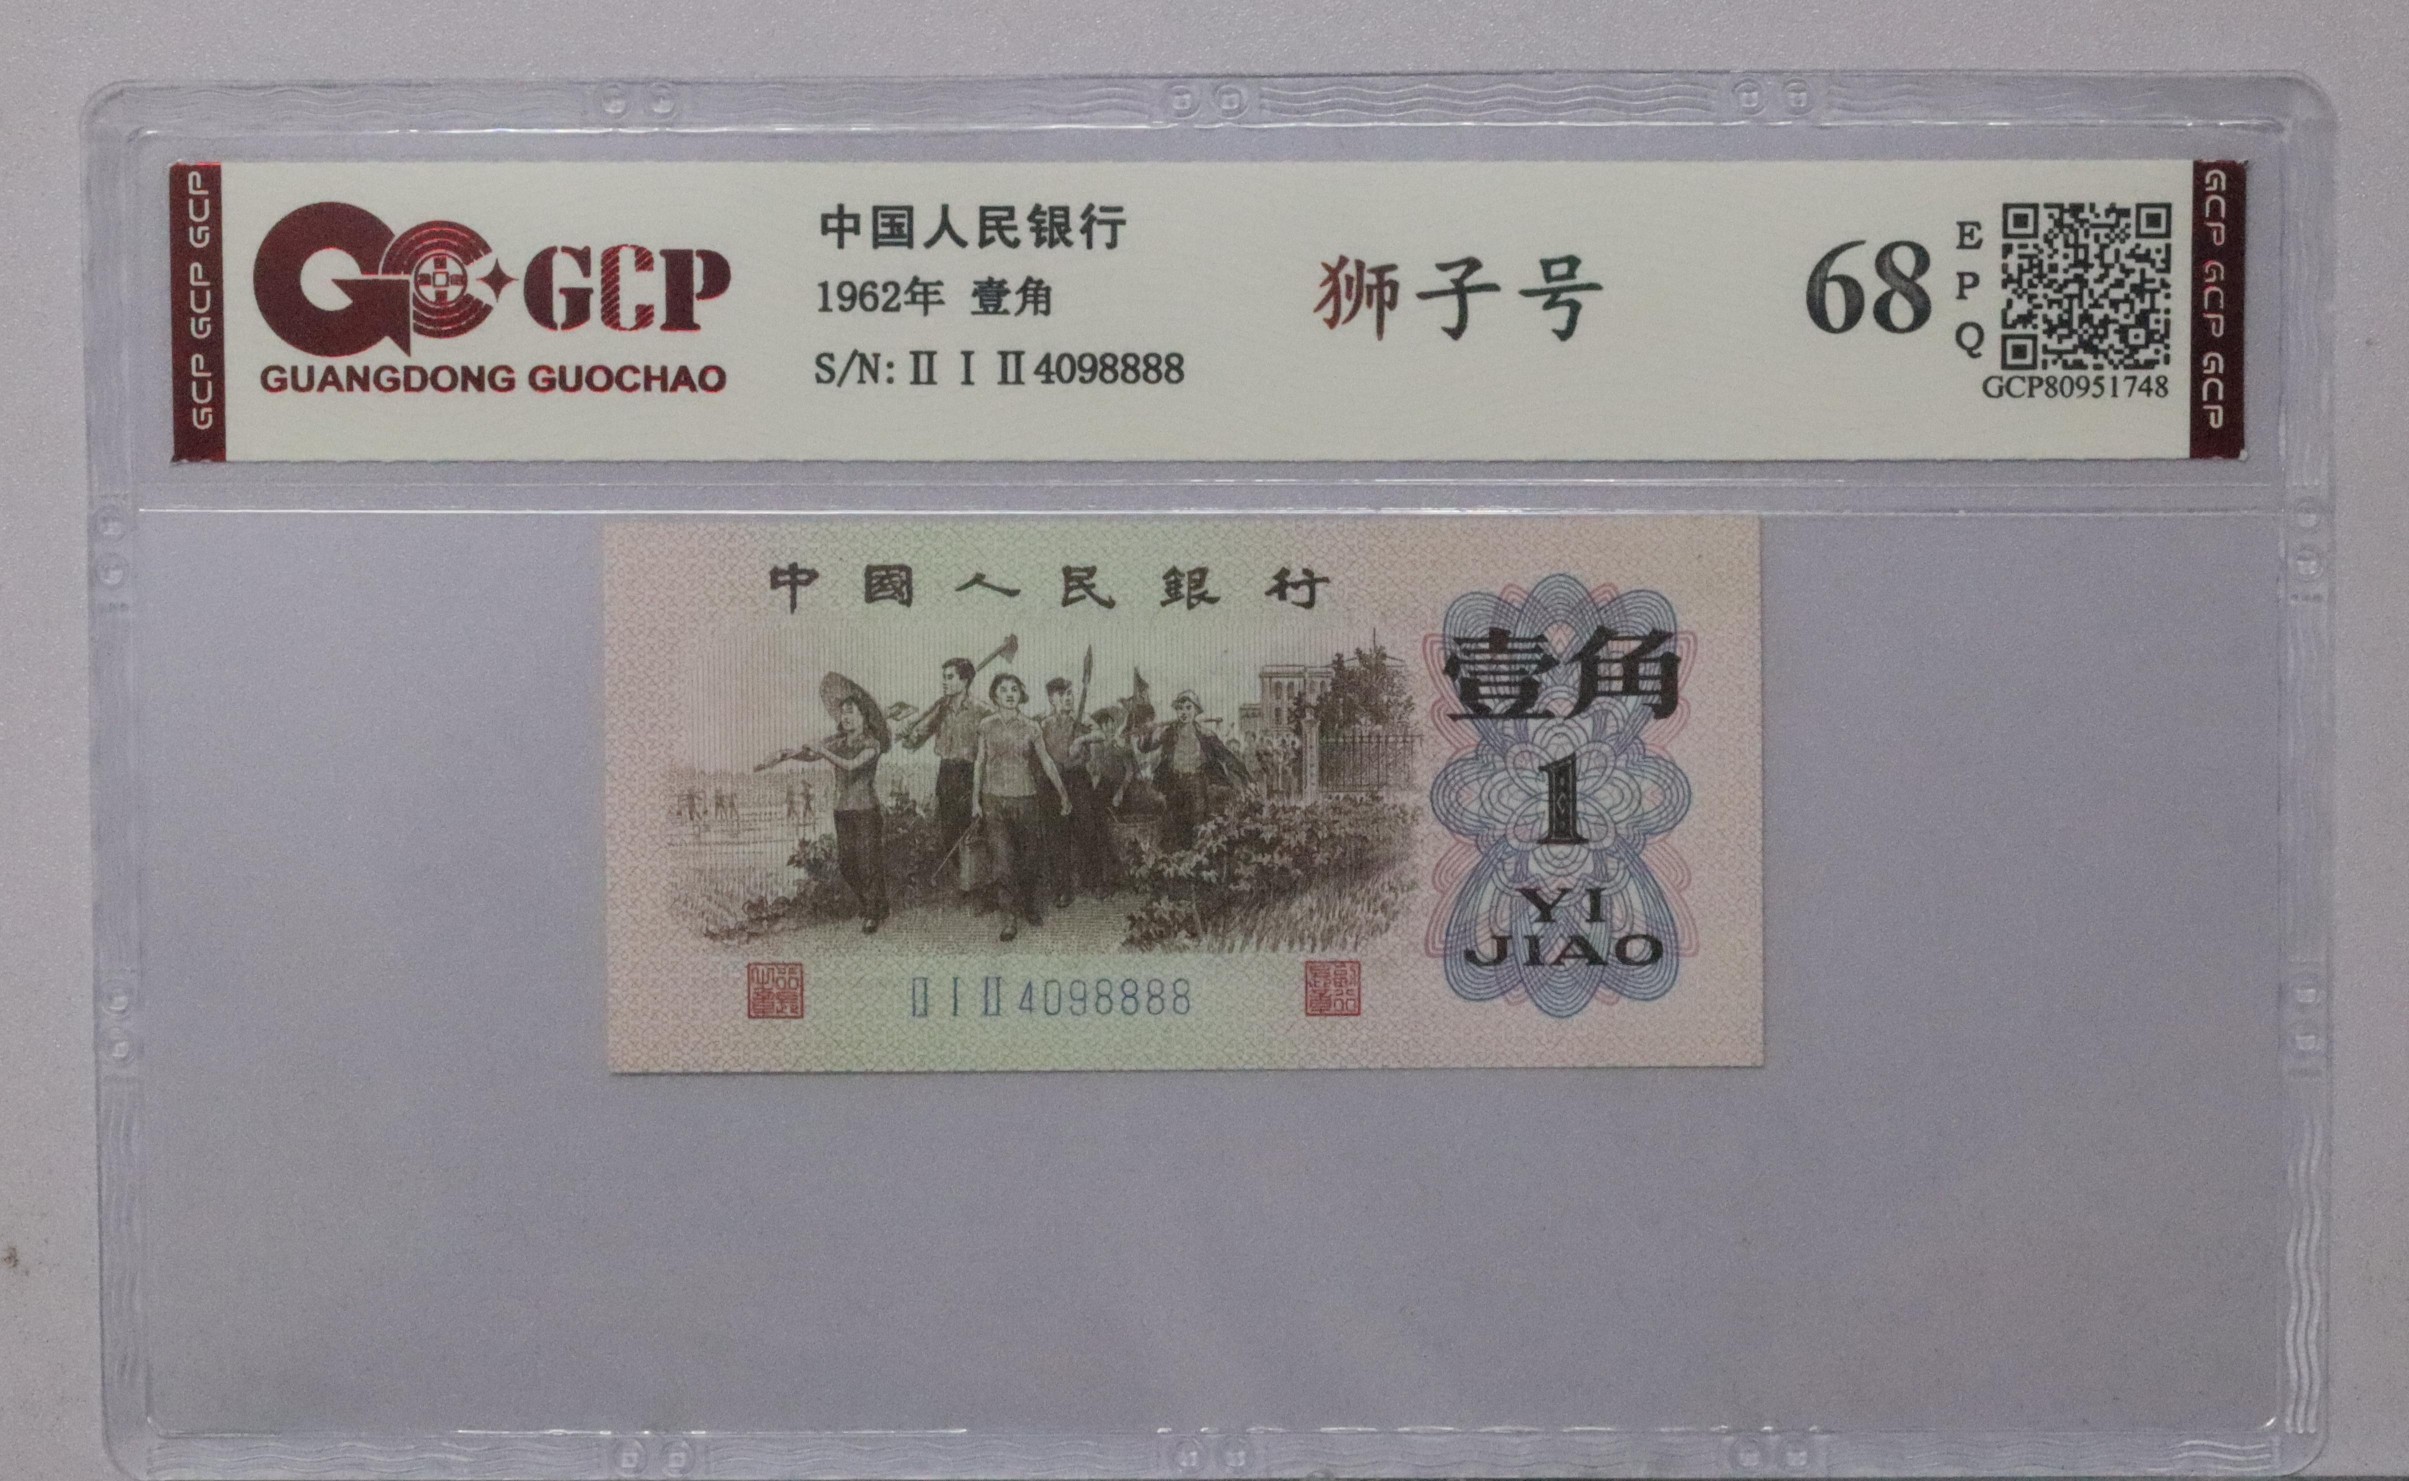 GCP GCP GCP
GCP
GUANGDONG GUOCHAO
中国人民银行
1962年 壹角
S/N: Ⅱ Ⅰ Ⅱ 4098888
狮子号
68
EPQ
GCP80951748
GCP GCP GCP
中國人民銀行
壹角
1
YI
JIAO
Ⅱ Ⅰ Ⅱ 4098888